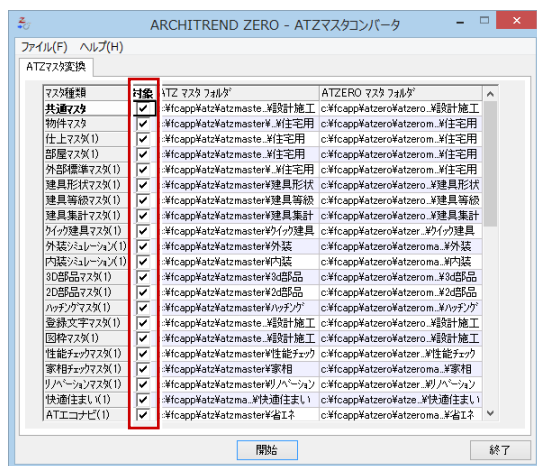 ARCHITREND ZERO - ATZマスタコンバータ
ファイル(F) ヘルプ(H)
ATZマスタ変換
マスタ種類 対象 ATZ マスタ フォルダ ATZERO マスタ フォルダ
共通マスタ :¥fcapp¥atz¥atzmaste..¥設計施工 c:¥fcapp¥atzero¥atzero..¥設計施工
物件マスタ :¥fcapp¥atz¥atzmaster¥..¥住宅用 c:¥fcapp¥atzero¥atzerom..¥住宅用
仕上マスタ(1) :¥fcapp¥atz¥atzmaste..¥住宅用 c:¥fcapp¥atzero¥atzerom..¥住宅用
部屋マスタ(1) :¥fcapp¥atz¥atzmaste..¥住宅用 c:¥fcapp¥atzero¥atzerom..¥住宅用
外部標準マスタ(1) :¥fcapp¥atz¥atzmaster¥..¥住宅用 c:¥fcapp¥atzero¥atzerom..¥住宅用
建具形状マスタ(1) :¥fcapp¥atz¥atzmaster¥建具形状 c:¥fcapp¥atzero¥atzero..¥建具形状
建具等級マスタ(1) :¥fcapp¥atz¥atzmaster¥建具等級 c:¥fcapp¥atzero¥atzero..¥建具等級
建具集計マスタ(1) :¥fcapp¥atz¥atzmaster¥建具集計 c:¥fcapp¥atzero¥atzero..¥建具集計
クイック建具マスタ(1) :¥fcapp¥atz¥atzmaster¥クイック建具 c:¥fcapp¥atzero¥atzer..¥クイック建具
外装シミュレーション(1) :¥fcapp¥atz¥atzmaster¥外装 c:¥fcapp¥atzero¥atzeroma..¥外装
内装シミュレーション(1) :¥fcapp¥atz¥atzmaster¥内装 c:¥fcapp¥atzero¥atzeroma..¥内装
3D部品マスタ(1) :¥fcapp¥atz¥atzmaster¥3d部品 c:¥fcapp¥atzero¥atzerom..¥3d部品
2D部品マスタ(1) :¥fcapp¥atz¥atzmaster¥2d部品 c:¥fcapp¥atzero¥atzerom..¥2d部品
ハッチングマスタ(1) :¥fcapp¥atz¥atzmaster¥ハッチング c:¥fcapp¥atzero¥atzerom..¥ハッチング
登録文字マスタ(1) :¥fcapp¥atz¥atzmaste..¥設計施工 c:¥fcapp¥atzero¥atzero..¥設計施工
図枠マスタ(1) :¥fcapp¥atz¥atzmaste..¥設計施工 c:¥fcapp¥atzero¥atzero..¥設計施工
性能チェックマスタ(1) :¥fcapp¥atz¥atzmaster¥性能チェック c:¥fcapp¥atzero¥atzer..¥性能チェック
家相チェックマスタ(1) :¥fcapp¥atz¥atzmaster¥家相 c:¥fcapp¥atzero¥atzeroma..¥家相
リノベーションマスタ(1) :¥fcapp¥atz¥atzmaster¥リノベーション c:¥fcapp¥atzero¥atzer..¥リノベーション
快適住まい(1) :¥fcapp¥atz¥atzma..¥快適住まい c:¥fcapp¥atzero¥atze..¥快適住まい
ATエコナビ(1) :¥fcapp¥atz¥atzmaster¥省エネ c:¥fcapp¥atzero¥atzeroma..¥省エネ
開始 終了